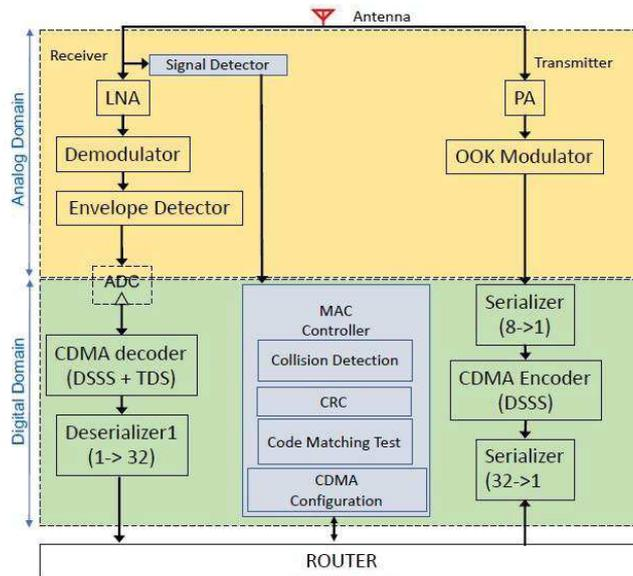 Antenna
Receiver
Signal Detector
Transmitter
LNA
PA
Demodulator
OOK Modulator
Envelope Detector
Analog Domain
ADC
MAC
Controller
Collision Detection
CRC
Code Matching Test
CDMA
Configuration
Serializer
(8->1)
CDMA decoder
(DSSS + TDS)
CDMA Encoder
(DSSS)
Deserializer1
(1-> 32)
Serializer
(32->1
Digital Domain
ROUTER